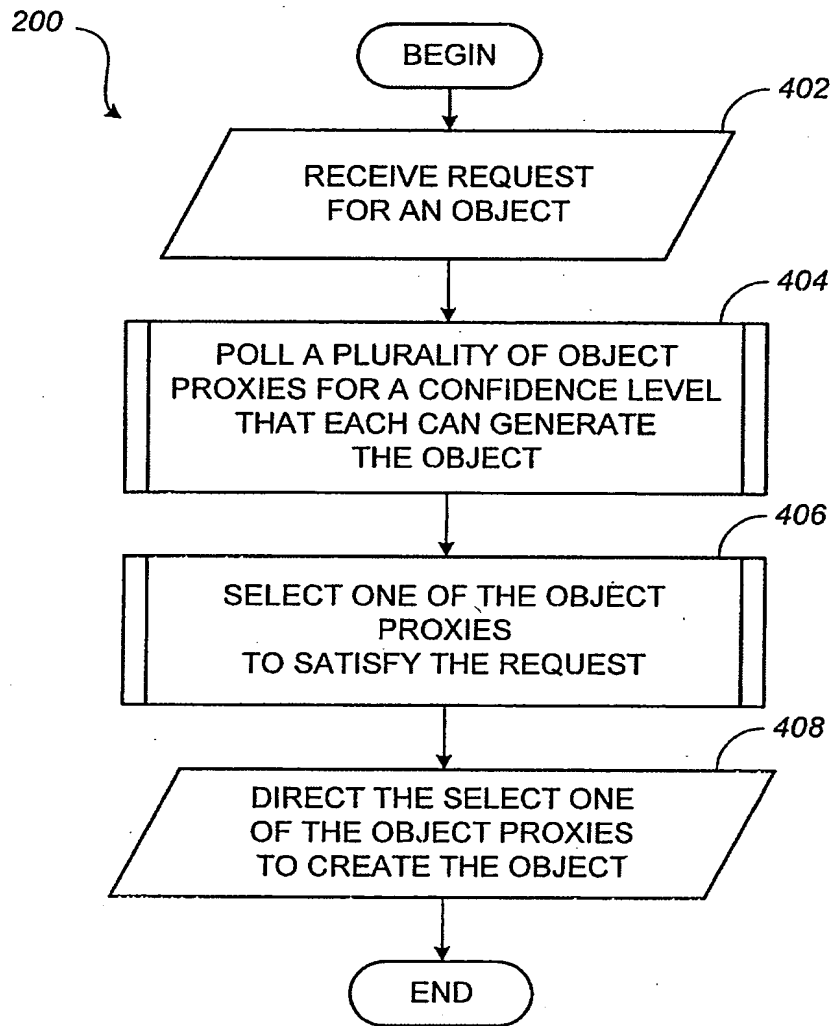 200
BEGIN
402
RECEIVE REQUEST
FOR AN OBJECT
404
POLL A PLURALITY OF OBJECT
PROXIES FOR A CONFIDENCE LEVEL
THAT EACH CAN GENERATE
THE OBJECT
406
SELECT ONE OF THE OBJECT
PROXIES
TO SATISFY THE REQUEST
408
DIRECT THE SELECT ONE
OF THE OBJECT PROXIES
TO CREATE THE OBJECT
END